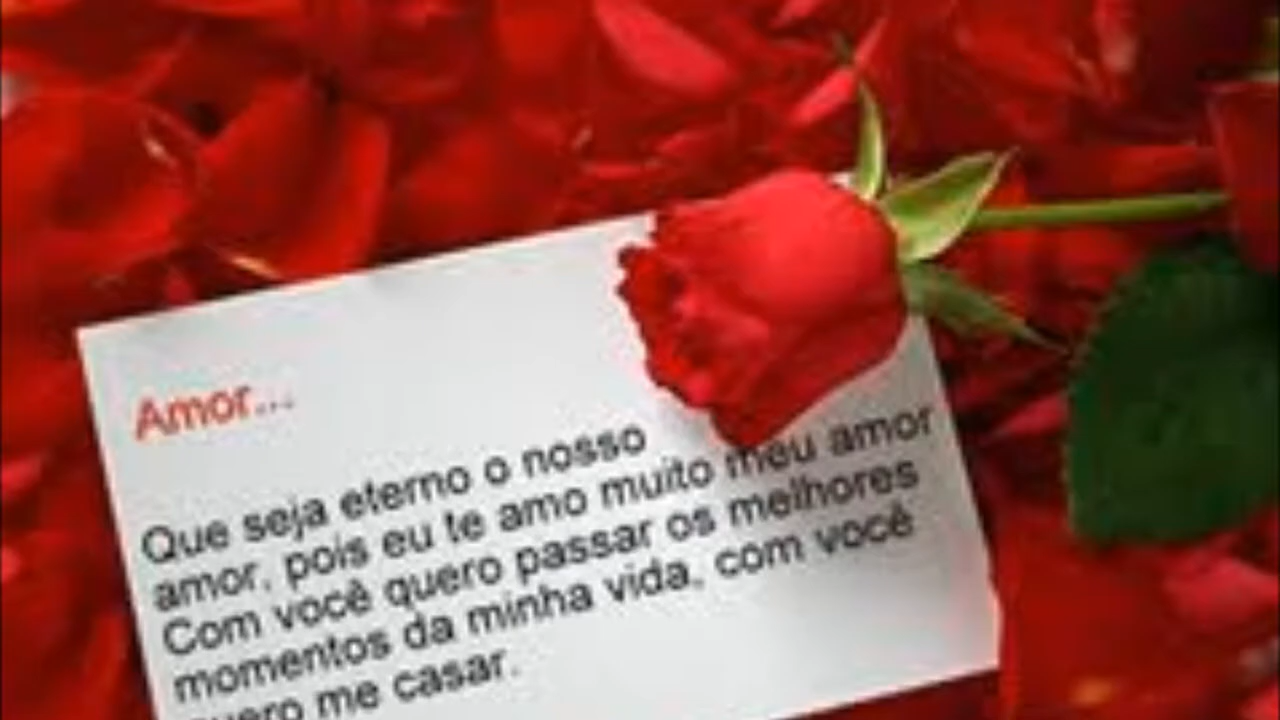 Amor...
Que seja eterno o nosso
amor, pois eu te amo muito meu amor
Com você quero passar os melhores
momentos da minha vida, com você
quero me casar.